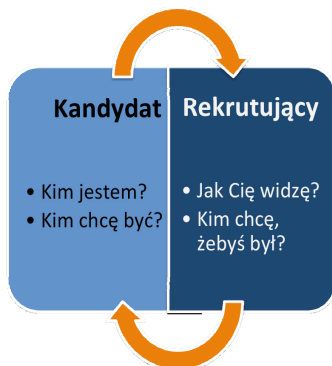 Kandydat
• Kim jestem?
• Kim chcę być?
Rekrutujący
• Jak Cię widzę?
• Kim chcę,
żebyś był?